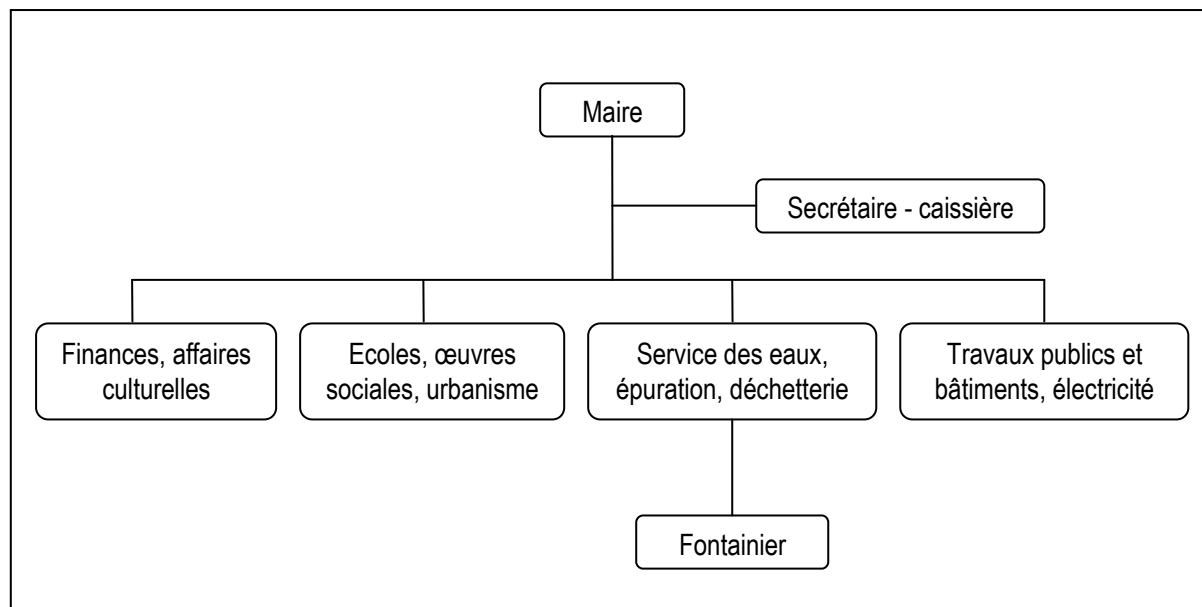 Maire
Secrétaire - caissière
Finances, affaires
culturelles
Ecoles, œuvres
sociales, urbanisme
Service des eaux,
épuration, déchetterie
Travaux publics et
bâtiments, électricité
Fontainier